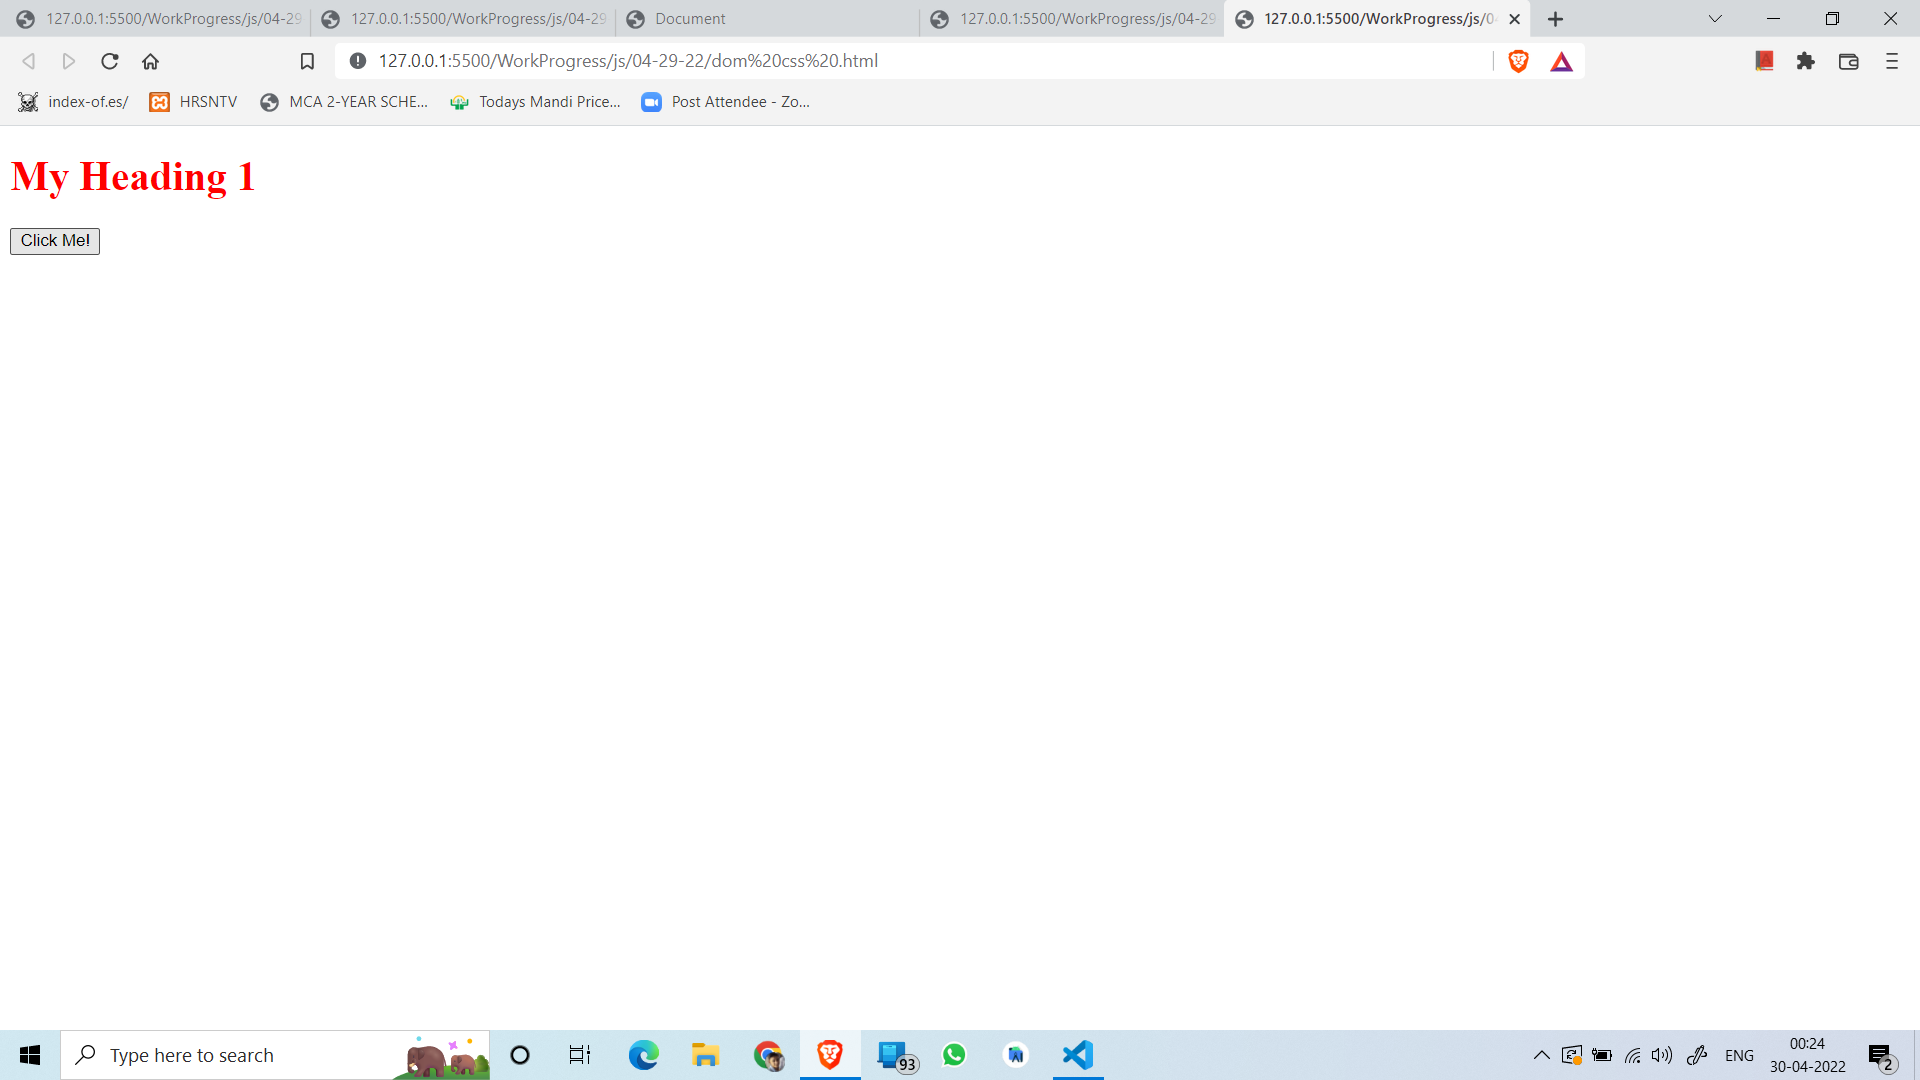 127.0.0.1:5500/WorkProgress/js/04-29
127.0.0.1:5500/WorkProgress/js/04-29
Document
127.0.0.1:5500/WorkProgress/js/04-29
127.0.0.1:5500/WorkProgress/js/0
127.0.0.1:5500/WorkProgress/js/04-29-22/dom%20css%20.html
index-of.es/
HRSNTV
MCA 2-YEAR SCHE...
Todays Mandi Price...
Post Attendee - Zo...
My Heading 1
Click Me!
Type here to search
93
ENG
00:24
30-04-2022
2